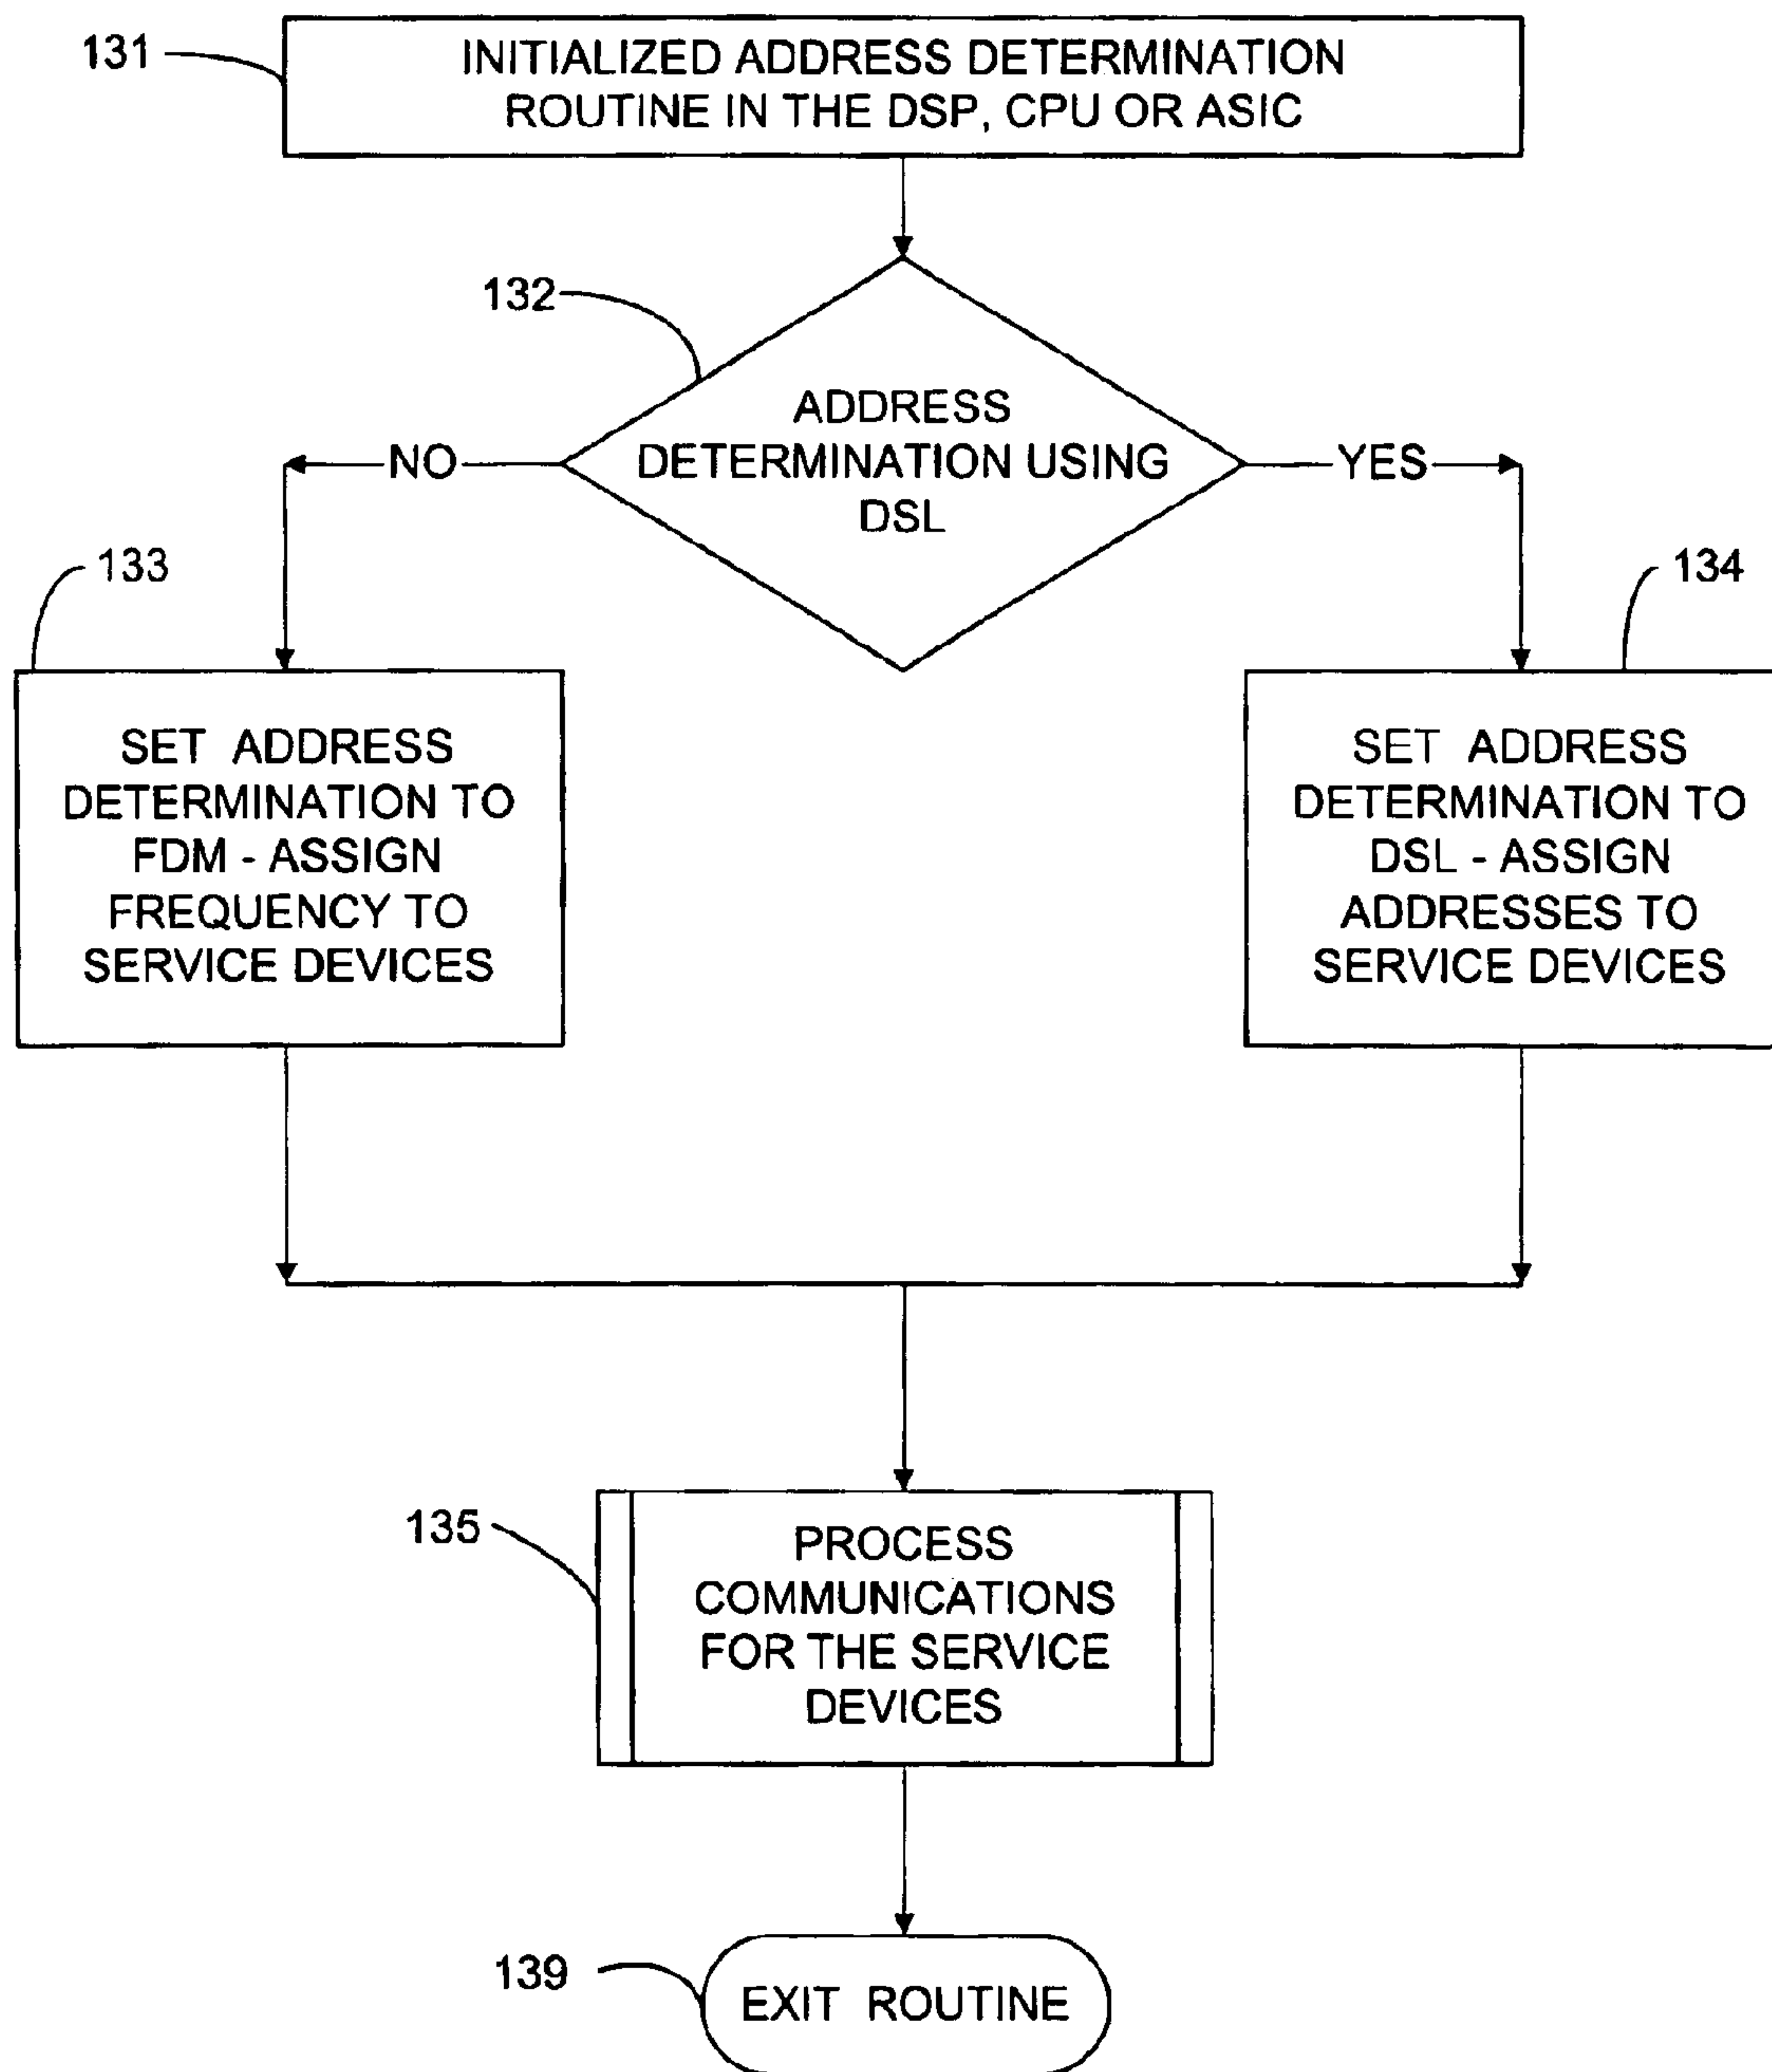 131
INITIALIZED ADDRESS DETERMINATION
ROUTINE IN THE DSP, CPU OR ASIC
132
ADDRESS
DETERMINATION USING
DSL
NO
YES
133
SET ADDRESS
DETERMINATION TO
FDM - ASSIGN
FREQUENCY TO
SERVICE DEVICES
134
SET ADDRESS
DETERMINATION TO
DSL - ASSIGN
ADDRESSES TO
SERVICE DEVICES
135
PROCESS
COMMUNICATIONS
FOR THE SERVICE
DEVICES
139
EXIT ROUTINE